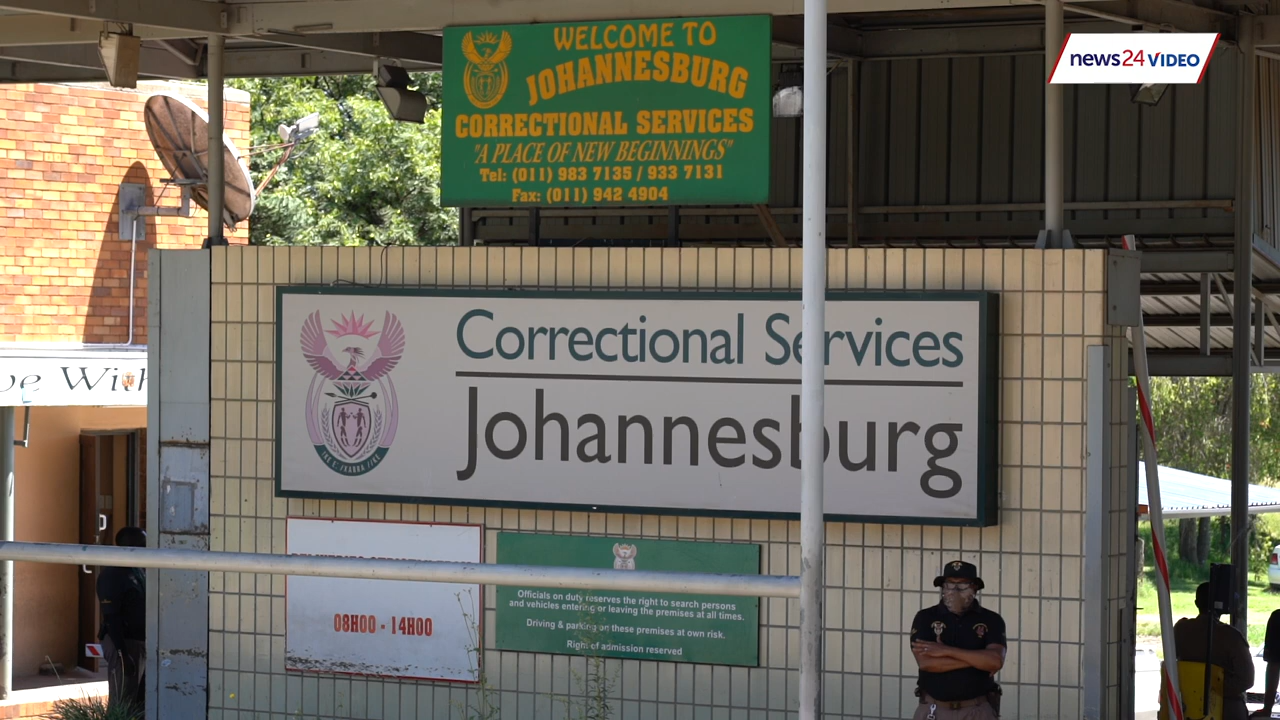 WELCOME TO
JOHANNESBURG
CORRECTIONAL SERVICES
"A PLACE OF NEW BEGINNINGS"
Tel: (011) 983 7135 / 933 7131
Fax: (011) 942 4904
news24 VIDEO
Correctional Services
Johannesburg
08H00 - 14H00
Officials on duty reserves the right to search persons
and vehicles entering or leaving the premises at all times.
Driving & parking on these premises at own risk.
Right of admission reserved